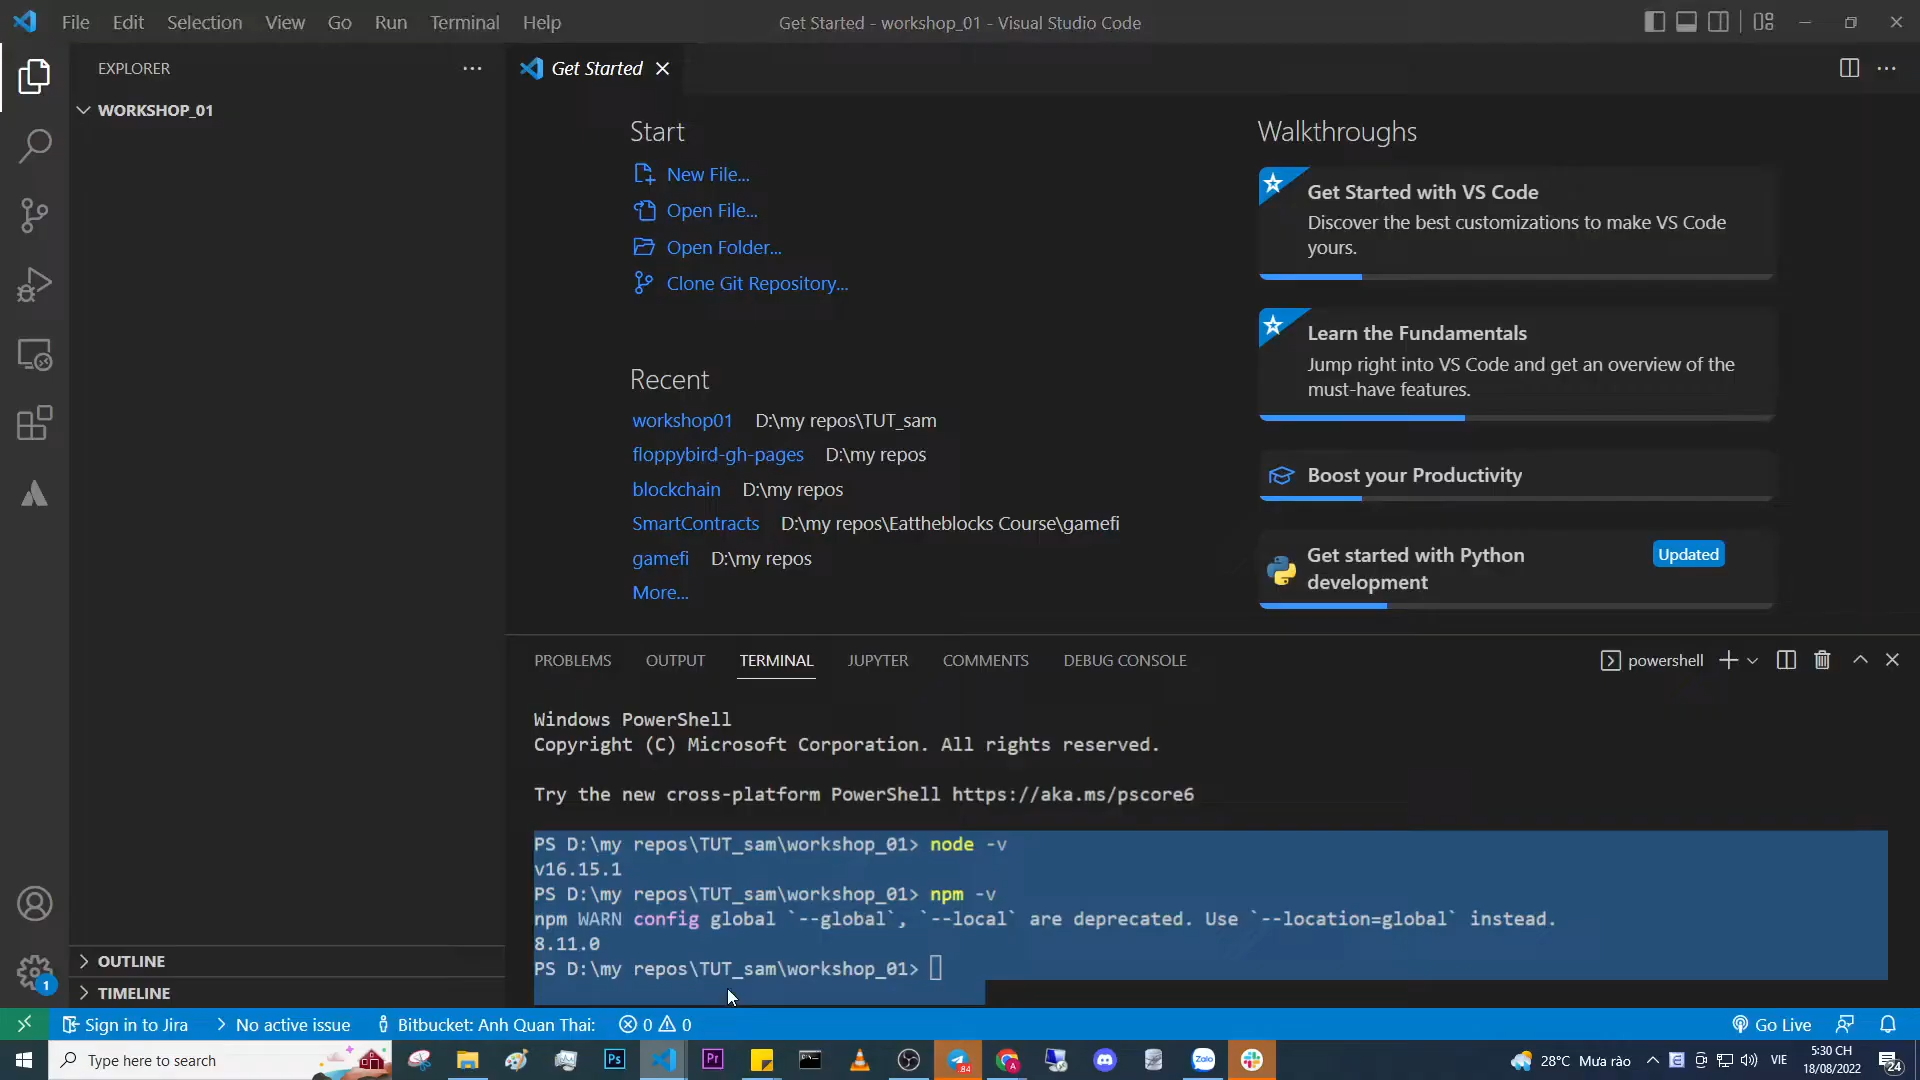 File Edit Selection View Go Run Terminal Help
Get Started - workshop_01 - Visual Studio Code
EXPLORER
WORKSHOP_01
Get Started
Start
New File...
Open File...
Open Folder...
Clone Git Repository...
Recent
workshop01 D:\my repos\TUT_sam
floppybird-gh-pages D:\my repos
blockchain D:\my repos
SmartContracts D:\my repos\Eattheblocks Course\gamefi
gamefi D:\my repos
More...
Walkthroughs
Get Started with VS Code
Discover the best customizations to make VS Code
yours.
Learn the Fundamentals
Jump right into VS Code and get an overview of the
must-have features.
Boost your Productivity
Get started with Python
development
Updated
PROBLEMS OUTPUT TERMINAL JUPYTER COMMENTS DEBUG CONSOLE
powershell
Windows PowerShell
Copyright (C) Microsoft Corporation. All rights reserved.
Try the new cross-platform PowerShell https://aka.ms/pscore6
PS D:\my repos\TUT_sam\workshop_01> node -v
v16.15.1
PS D:\my repos\TUT_sam\workshop_01> npm -v
npm WARN config global `--global`, `--local` are deprecated. Use `--location=global` instead.
8.11.0
PS D:\my repos\TUT_sam\workshop_01>
OUTLINE
TIMELINE
1
Sign in to Jira No active issue Bitbucket: Anh Quan Thai: 0 0
Go Live
Type here to search
Ps
Pr
84
A
Zalo
28°C Mưa rào
VIE
5:30 CH
18/08/2022
24